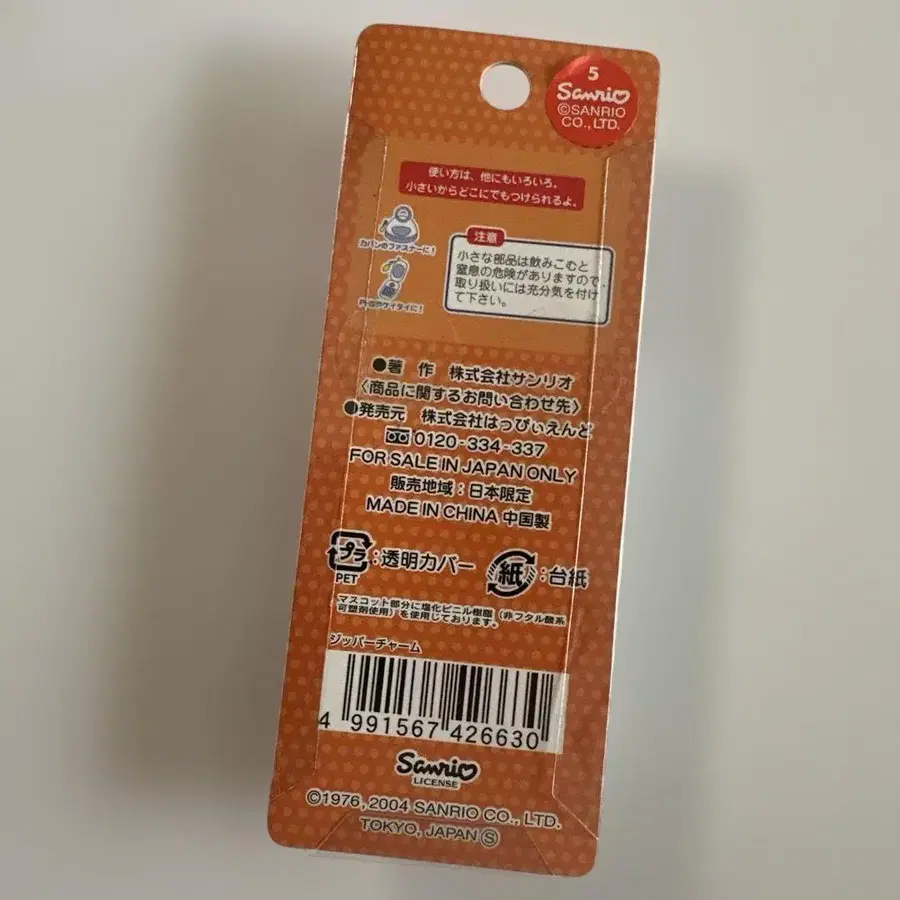 5
Sanrio
©SANRIO
CO., LTD.
使い方は、他にもいろいろ。
小さいからどこにでもつけられるよ。
カバンのファスナーに!
注意
小さな部品は飲みこむと
窒息の危険がありますので、
取り扱いには充分気を付け
て下さい。
やケイタイに!
●著 作 株式会社サンリオ
〈商品に関するお問い合わせ先〉
●発売元 株式会社はっぴぃえんど
0120-334-337
FOR SALE IN JAPAN ONLY
販売地域:日本限定
MADE IN CHINA 中国製
プラ:透明カバー
PET
紙:台紙
マスコット部分に塩化ビニル樹脂(非フタル酸系
可塑剤使用)を使用しております。
ジッパーチャーム
4 991567 426630
Sanrio
LICENSE
©1976, 2004 SANRIO CO., LTD.
TOKYO, JAPAN Ⓢ